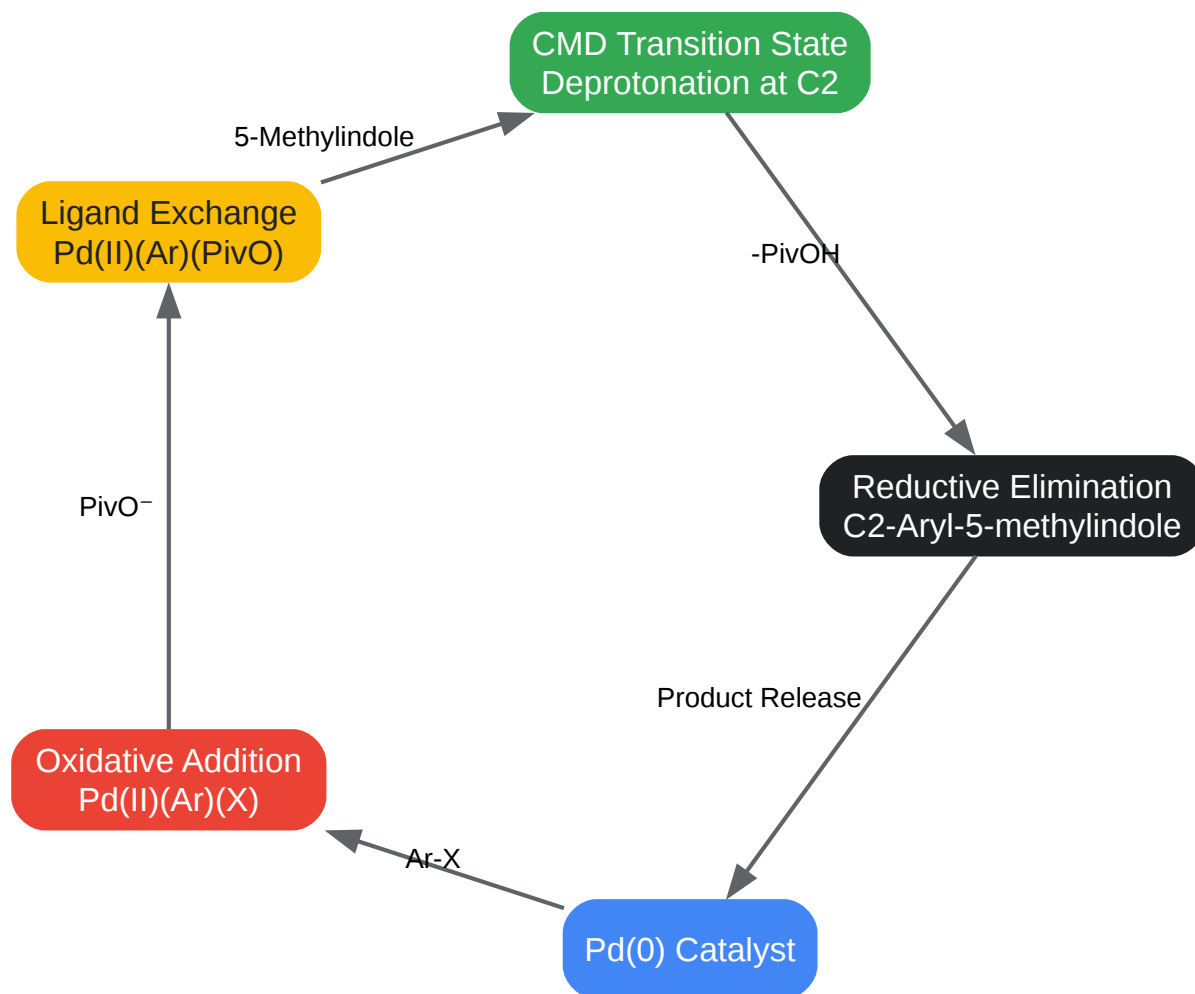 CMD Transition State
Deprotonation at C2
5-Methylindole
Ligand Exchange
Pd(II)(Ar)(PivO)
-PivOH
Reductive Elimination
C2-Aryl-5-methylindole
PivO⁻
Product Release
Oxidative Addition
Pd(II)(Ar)(X)
Ar-X
Pd(0) Catalyst